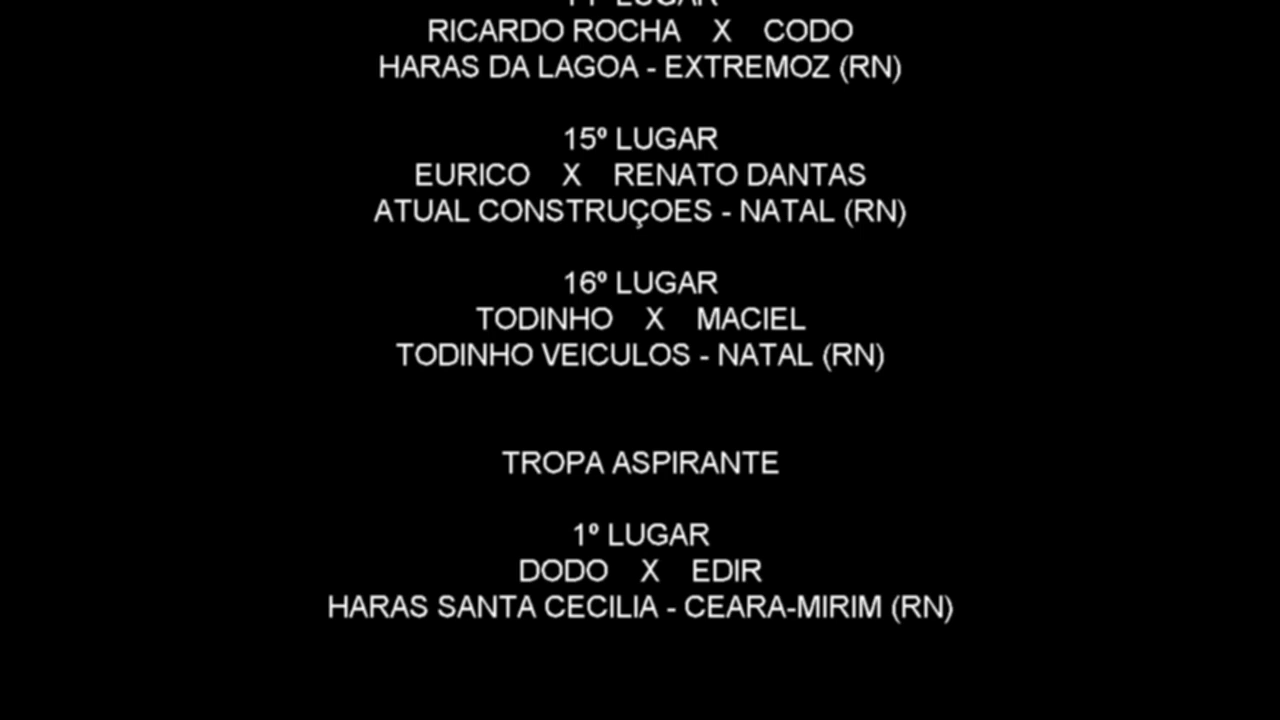 LUGAR
RICARDO ROCHA X CODO
HARAS DA LAGOA - EXTREMOZ (RN)
15º LUGAR
EURICO X RENATO DANTAS
ATUAL CONSTRUÇOES - NATAL (RN)
16º LUGAR
TODINHO X MACIEL
TODINHO VEICULOS - NATAL (RN)
TROPA ASPIRANTE
1º LUGAR
DODO X EDIR
HARAS SANTA CECILIA - CEARA-MIRIM (RN)